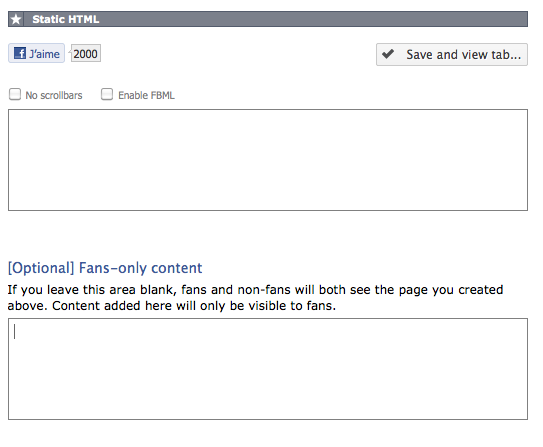 Static HTML
J'aime 2000
Save and view tab...
No scrollbars Enable FBML
[Optional] Fans-only content
If you leave this area blank, fans and non-fans will both see the page you created
above. Content added here will only be visible to fans.